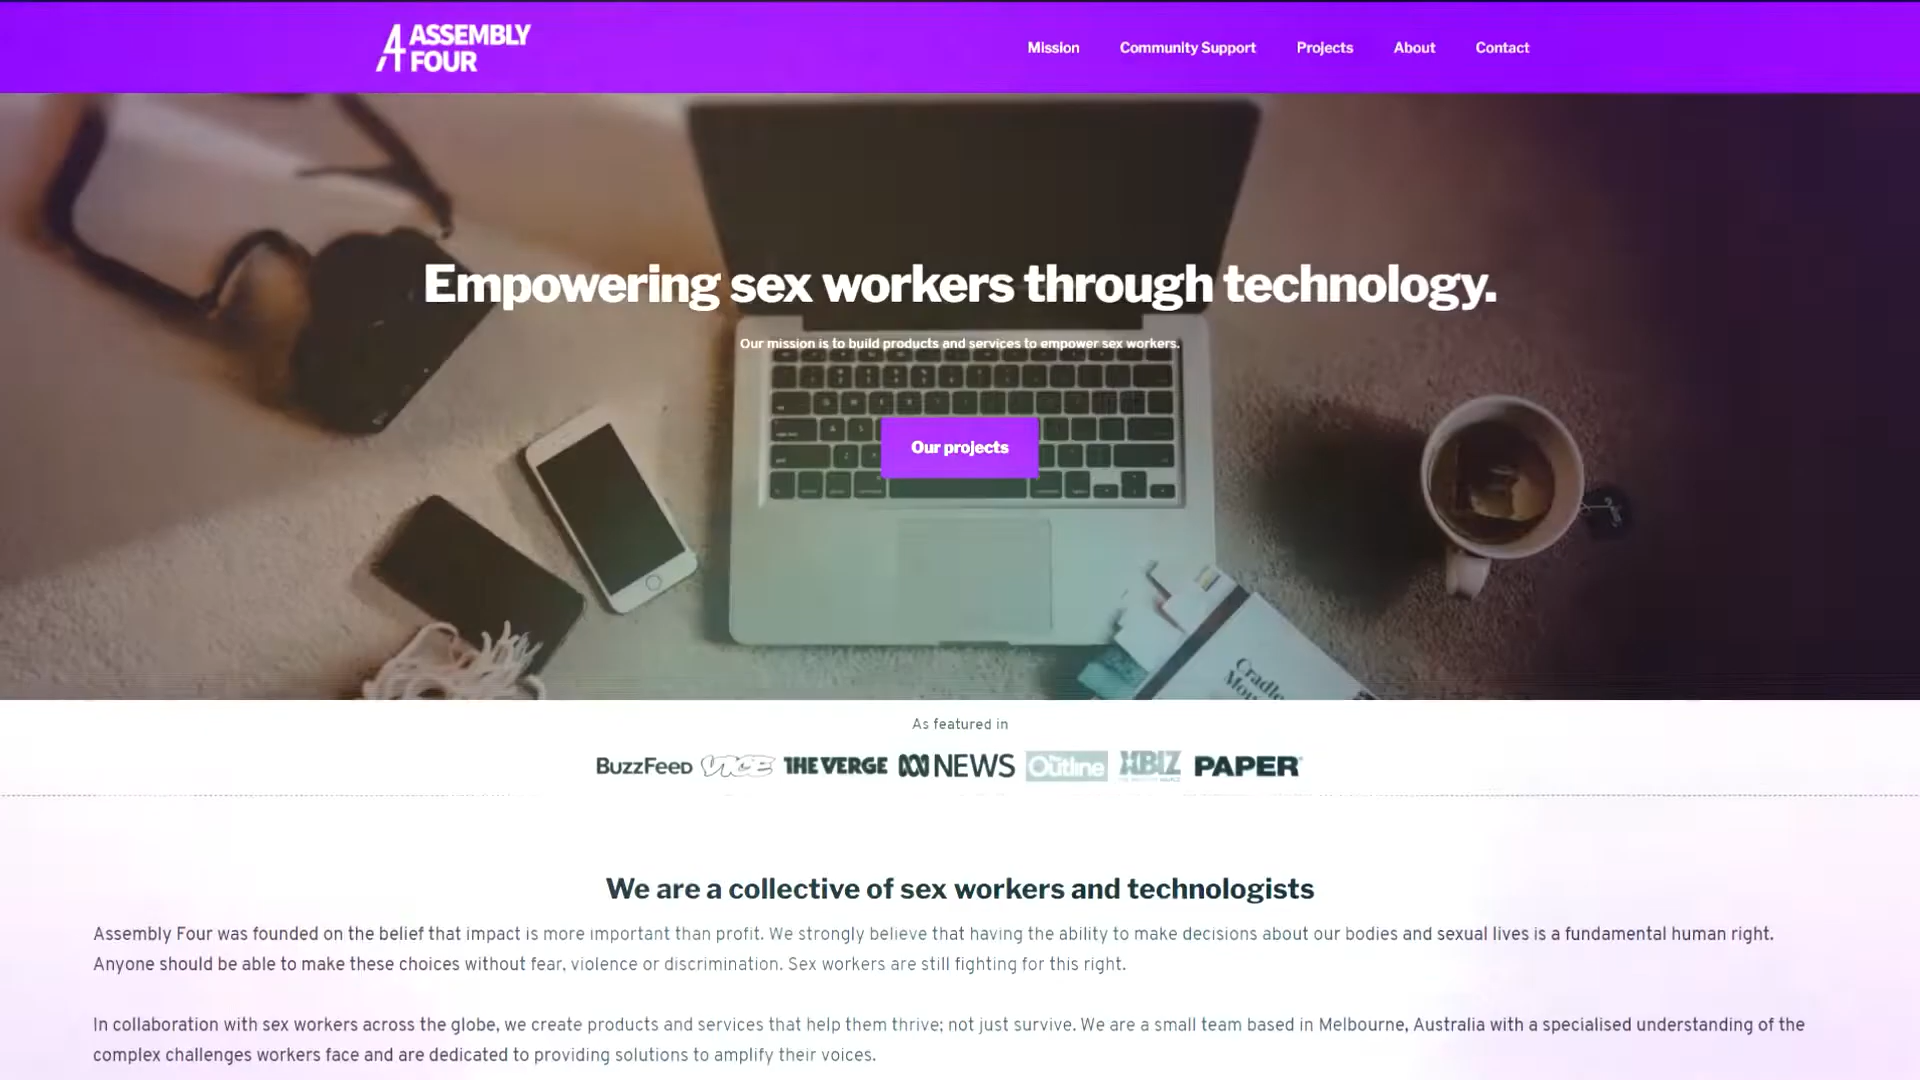 ASSEMBLY
FOUR
Mission Community Support Projects About Contact
Empowering sex workers through technology.
Our mission is to build products and services to empower sex workers.
Our projects
Cradle
As featured in
BuzzFeed VICE THE VERGE NEWS The Outline XBIZ PAPER
We are a collective of sex workers and technologists
Assembly Four was founded on the belief that impact is more important than profit. We strongly believe that having the ability to make decisions about our bodies and sexual lives is a fundamental human right.
Anyone should be able to make these choices without fear, violence or discrimination. Sex workers are still fighting for this right.
In collaboration with sex workers across the globe, we create products and services that help them thrive; not just survive. We are a small team based in Melbourne, Australia with a specialised understanding of the
complex challenges workers face and are dedicated to providing solutions to amplify their voices.